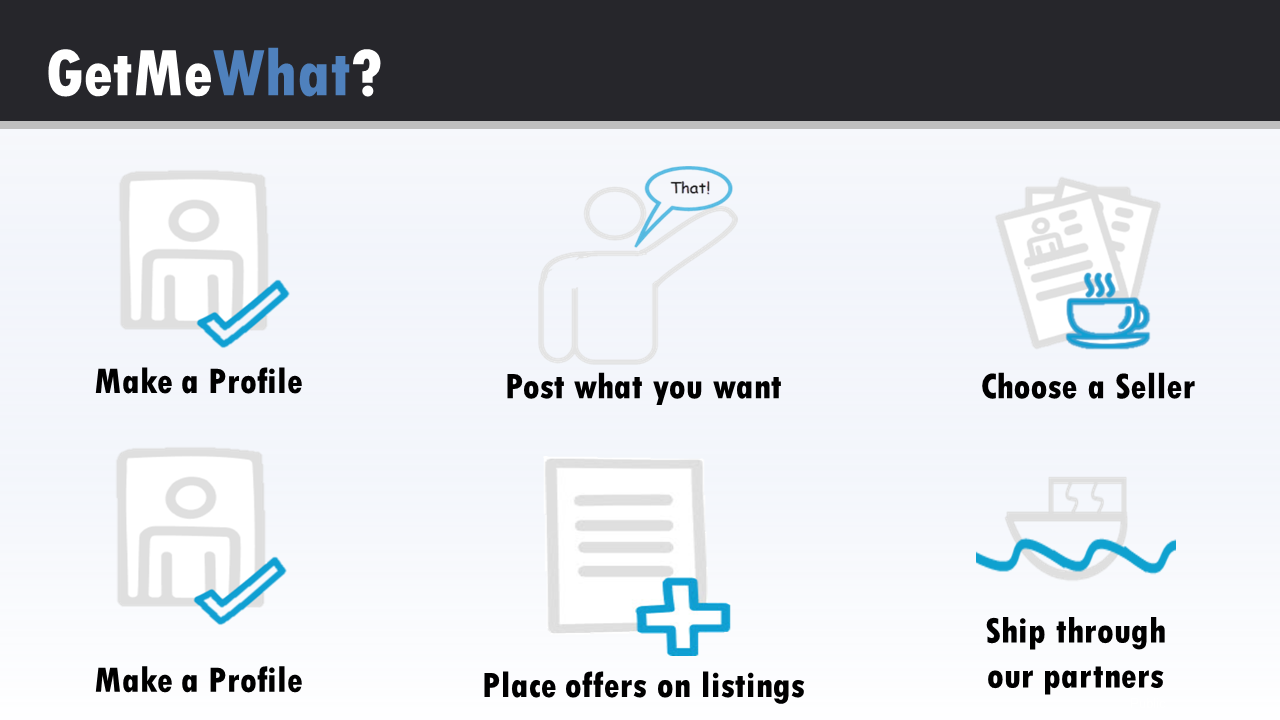 GetMeWhat?
That!
Make a Profile
Post what you want
Choose a Seller
Make a Profile
Place offers on listings
Ship through
our partners